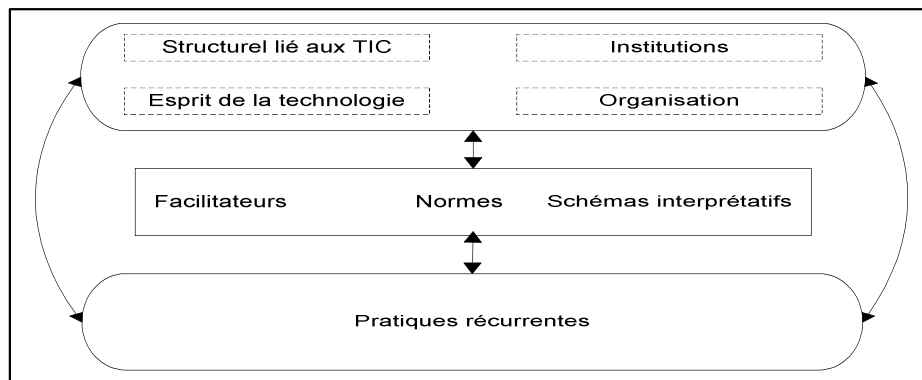 Structurel lié aux TIC
Institutions
Esprit de la technologie
Organisation
Facilitateurs
Normes
Schémas interprétatifs
Pratiques récurrentes